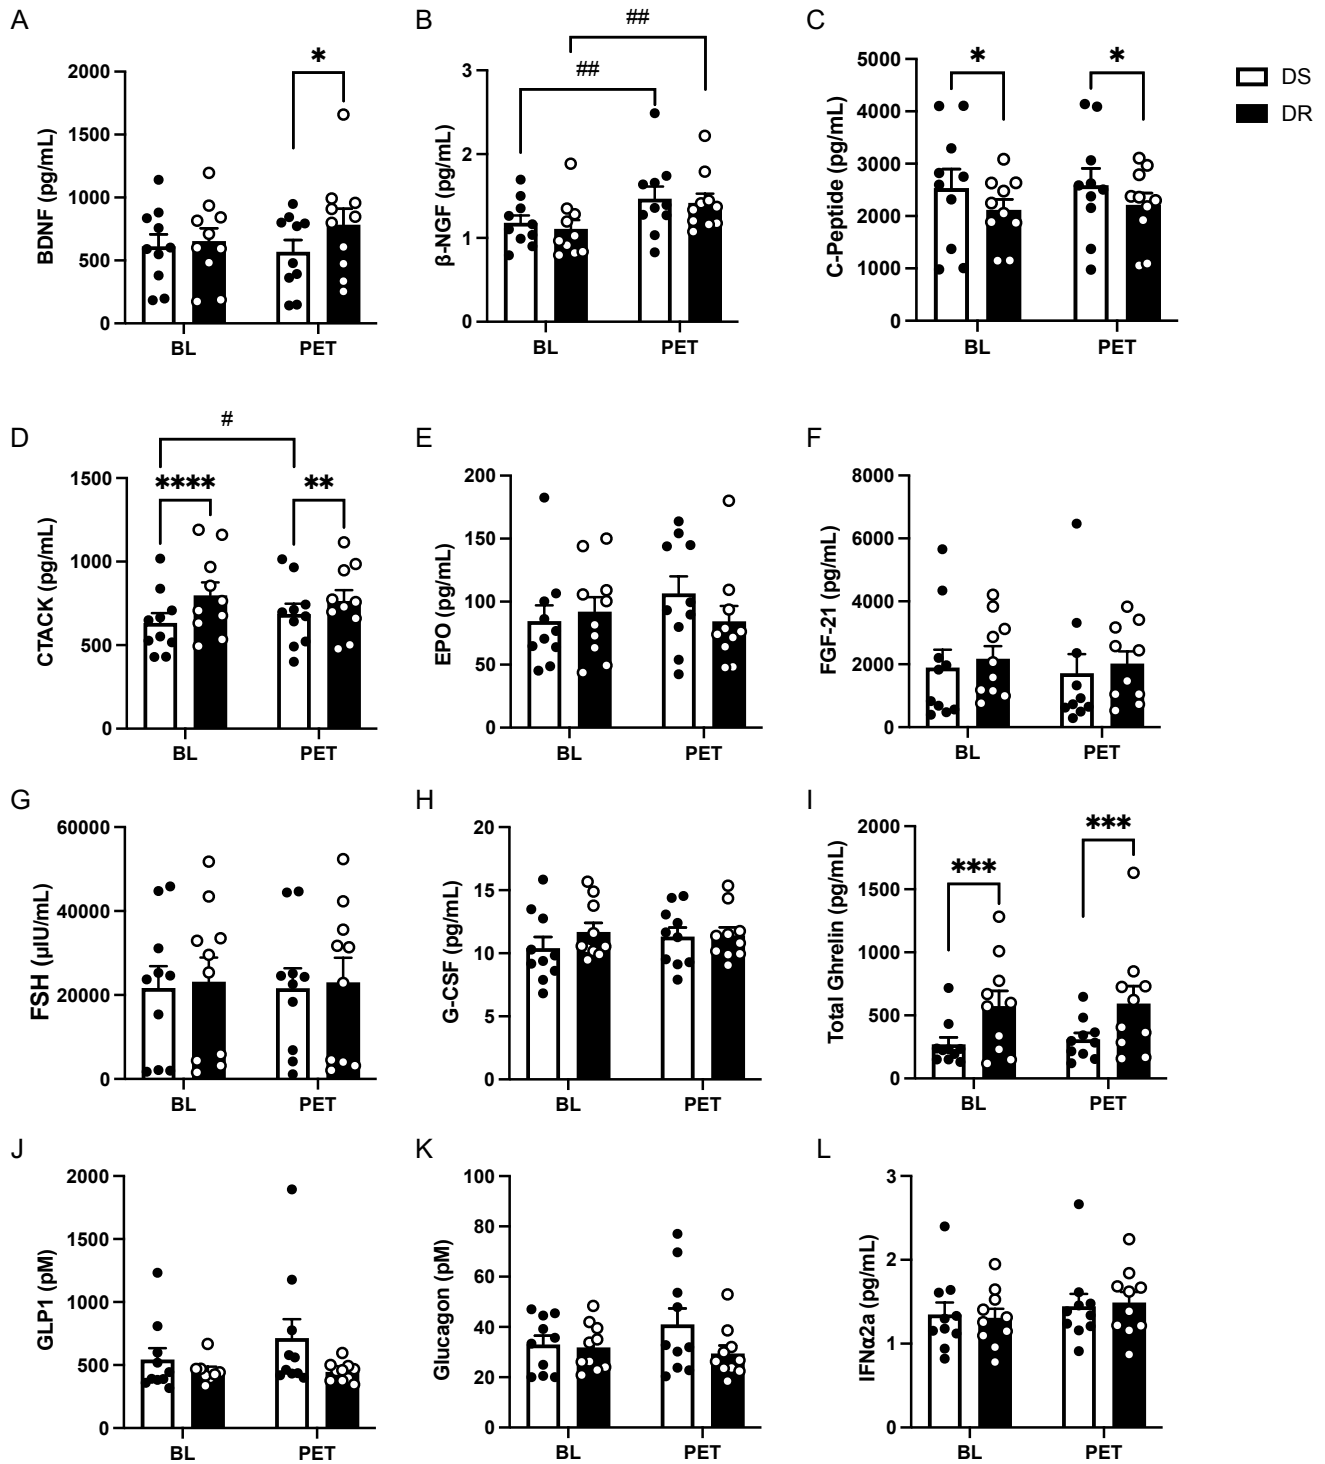 A
BDNF (pg/mL)
2000
1500
1000
500
0
*
BL PET
B
β-NGF (pg/mL)
3
2
1
0
##
##
BL PET
C
C-Peptide (pg/mL)
5000
4000
3000
2000
1000
0
* *
BL PET
DS
DR
D
CTACK (pg/mL)
1500
1000
500
0
#
**** **
BL PET
E
EPO (pg/mL)
200
150
100
50
0
BL PET
F
FGF-21 (pg/mL)
8000
6000
4000
2000
0
BL PET
G
FSH (µIU/mL)
60000
40000
20000
0
BL PET
H
G-CSF (pg/mL)
20
15
10
5
0
BL PET
I
Total Ghrelin (pg/mL)
2000
1500
1000
500
0
***
***
BL PET
J
GLP1 (pM)
2000
1500
1000
500
0
BL PET
K
Glucagon (pM)
100
80
60
40
20
0
BL PET
L
IFNα2a (pg/mL)
3
2
1
0
BL PET